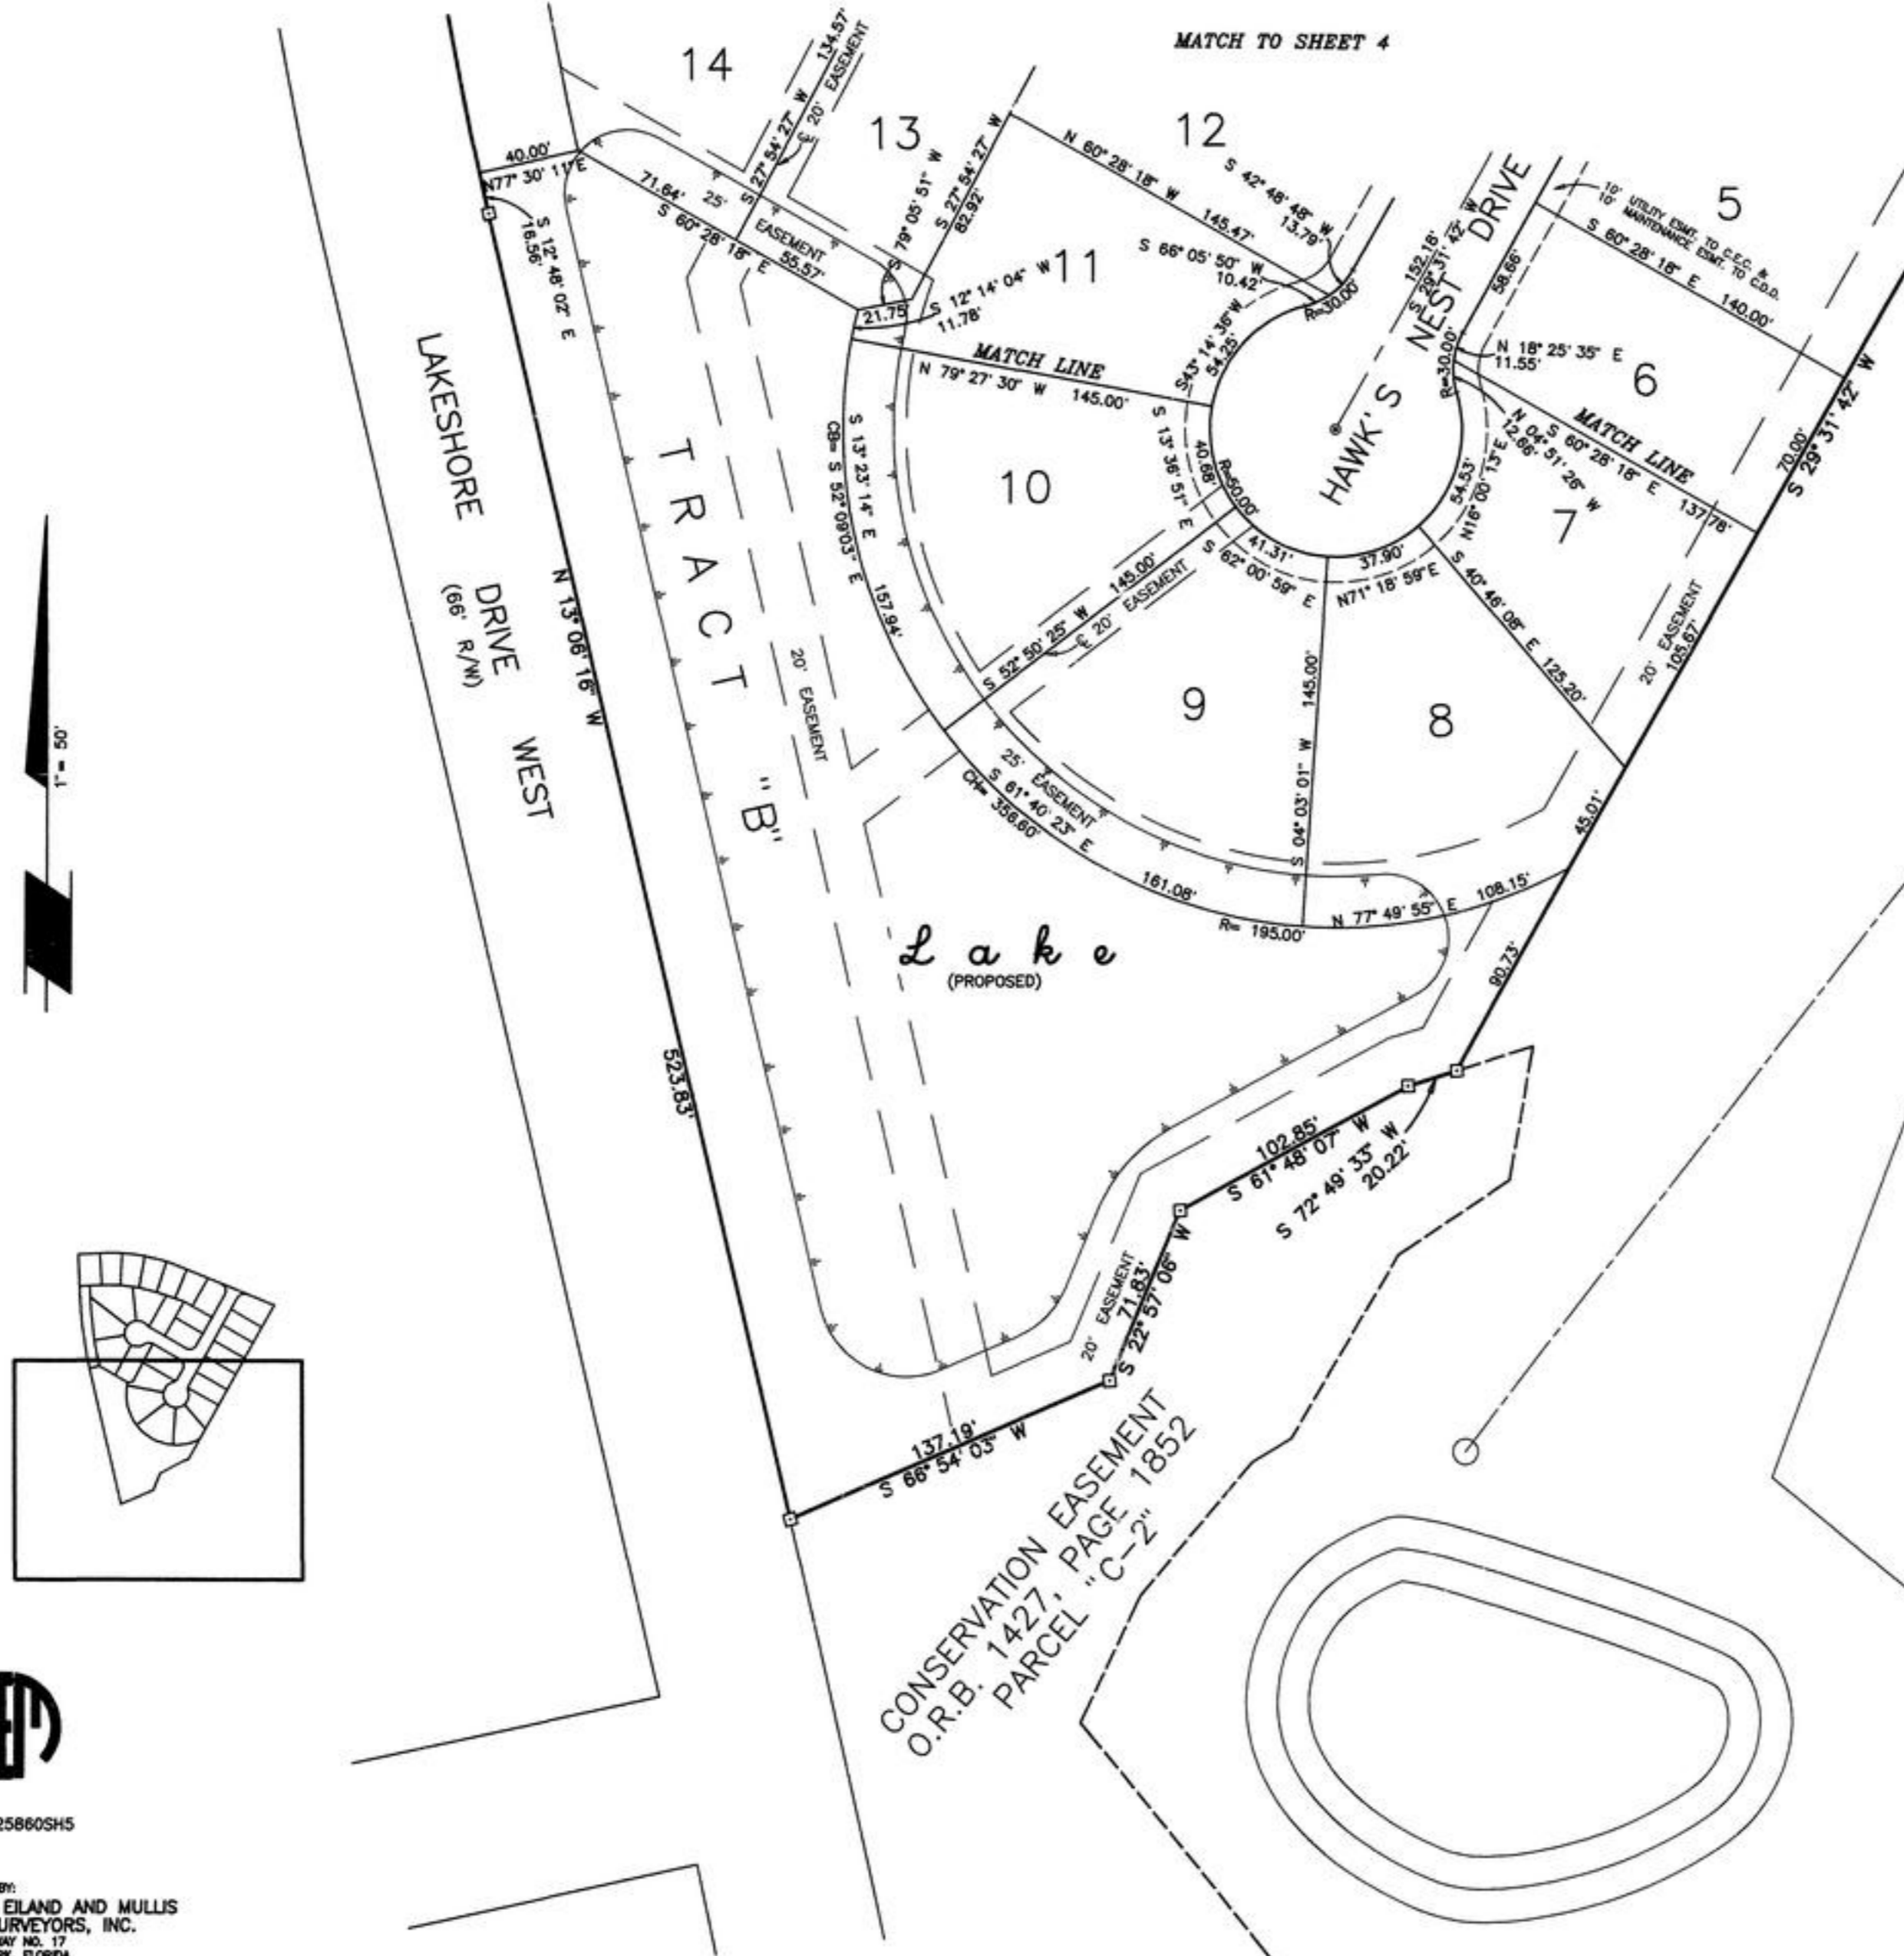 MATCH TO SHEET 4
14
S 27° 54' 27" W 134.57'
℄ 20' EASEMENT
13
S 79° 05' 51" W
S 27° 54' 27" W
82.92'
12
N 60° 28' 18" W 145.47'
S 42° 48' 48" W
13.79'
S 66° 05' 50" W
10.42'
R=30.00'
152.18'
S 29° 31' 42" W
HAWK'S NEST DRIVE
10' UTILITY ESMT. TO C.E.C. &
10' MAINTENANCE ESMT. TO C.D.D.
5
S 60° 28' 18" E 140.00'
58.66'
40.00'
N77° 30' 11"E
S 12° 48' 02" E
16.56'
71.64'
S 60° 28' 18" E
55.57'
25' EASEMENT
21.75'
S 12° 14' 04" W
11.78'
11
S43° 14' 36"W
54.25'
R=30.00'
N 18° 25' 35" E
11.55'
6
MATCH LINE
S 60° 28' 18" E 137.78'
N 04° 51' 26" W
12.66'
70.00'
S 29° 31' 42" W
MATCH LINE
N 79° 27' 30" W 145.00'
10
S 13° 36' 51" E
40.68'
R=50.00'
54.53'
N16° 00' 13"E
7
41.31'
S 62° 00' 59" E
37.90'
N71° 18' 59"E
S 40° 46' 08" E 125.20'
20' EASEMENT
105.67'
S 13° 23' 14" E
157.94'
CB= S 52° 09'03" E
S 52° 50' 25" W 145.00'
℄ 20' EASEMENT
9
S 04° 03' 01" W 145.00'
8
45.01'
25' EASEMENT
S 61° 40' 23" E
161.08'
CH= 356.60'
R= 195.00'
N 77° 49' 55" E 108.15'
90.73'
LAKESHORE DRIVE WEST
(66' R/W)
N 13° 06' 16" W
523.83'
TRACT "B"
20' EASEMENT
Lake
(PROPOSED)
102.85'
S 61° 48' 07" W
S 72° 49' 33" W
20.22'
20' EASEMENT
71.83'
S 22° 57' 06" W
137.19'
S 66° 54' 03" W
CONSERVATION EASEMENT
O.R.B. 1427, PAGE 1852
PARCEL "C-2"
1"= 50'
25860SH5
BY:
EILAND AND MULLIS
URVEYORS, INC.
WAY NO. 17
RK, FLORIDA